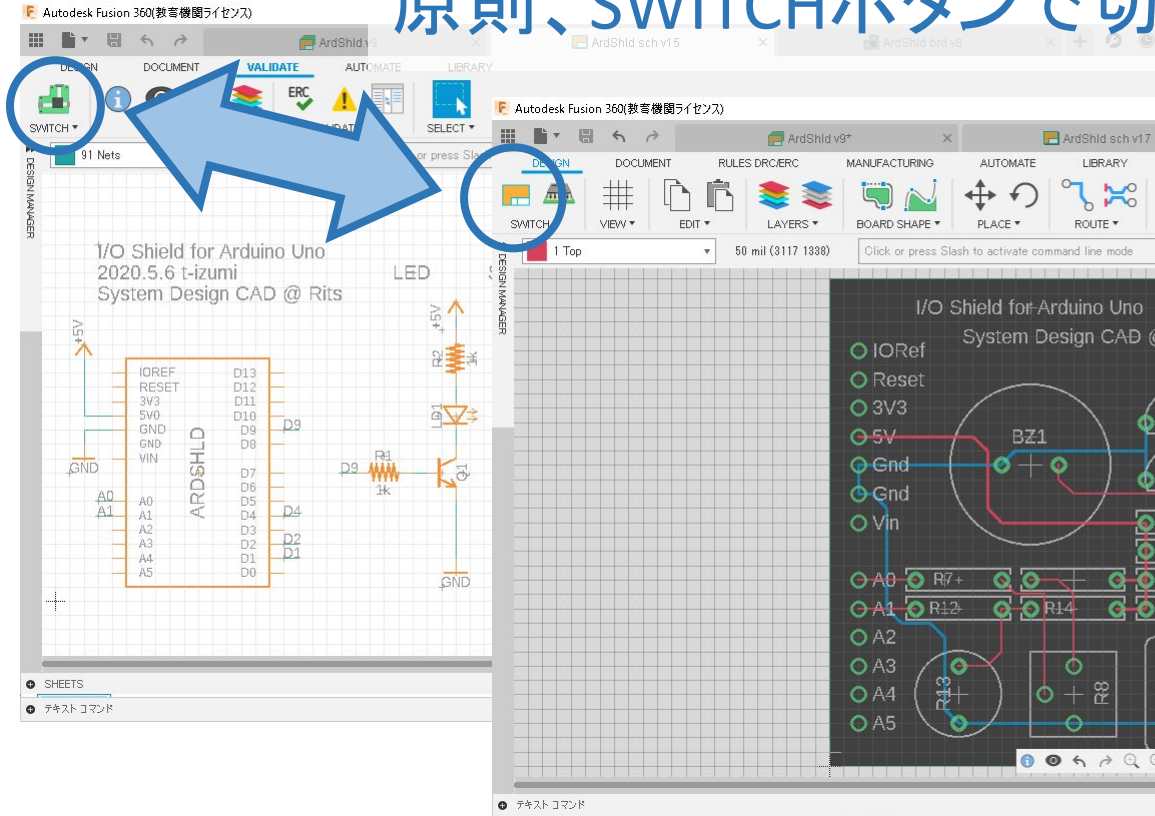 原則、SWITCHボタンで切
Autodesk Fusion 360(教育機関ライセンス)
ArdShld v9
ArdShld sch v15
ArdShld brd v8
DESIGN
DOCUMENT
VALIDATE
AUTOMATE
LIBRARY
ERC
SWITCH
SELECT
91 Nets
or press Slas
DESIGN MANAGER
I/O Shield for Arduino Uno
2020.5.6 t-izumi
System Design CAD @ Rits
LED
+5V
+5V
R2
1k
LD1
IOREF
RESET
3V3
5V0
GND
GND
VIN
A0
A1
A2
A3
A4
A5
ARDSHLD
D13
D12
D11
D10
D9
D8
D7
D6
D5
D4
D3
D2
D1
D0
GND
A0
A1
D9
D4
D2
D1
D9
R1
1k
Q1
GND
SHEETS
テキスト コマンド
Autodesk Fusion 360(教育機関ライセンス)
ArdShld v9*
ArdShld sch v17
DESIGN
DOCUMENT
RULES DRC/ERC
MANUFACTURING
AUTOMATE
LIBRARY
SWITCH
VIEW
EDIT
LAYERS
BOARD SHAPE
PLACE
ROUTE
1 Top
50 mil (3117 1338)
Click or press Slash to activate command line mode
DESIGN MANAGER
I/O Shield for Arduino Uno
System Design CAD @
IORef
Reset
3V3
5V
Gnd
Gnd
Vin
A0
A1
A2
A3
A4
A5
BZ1
R7
R12
R14
R13
R8
テキスト コマンド